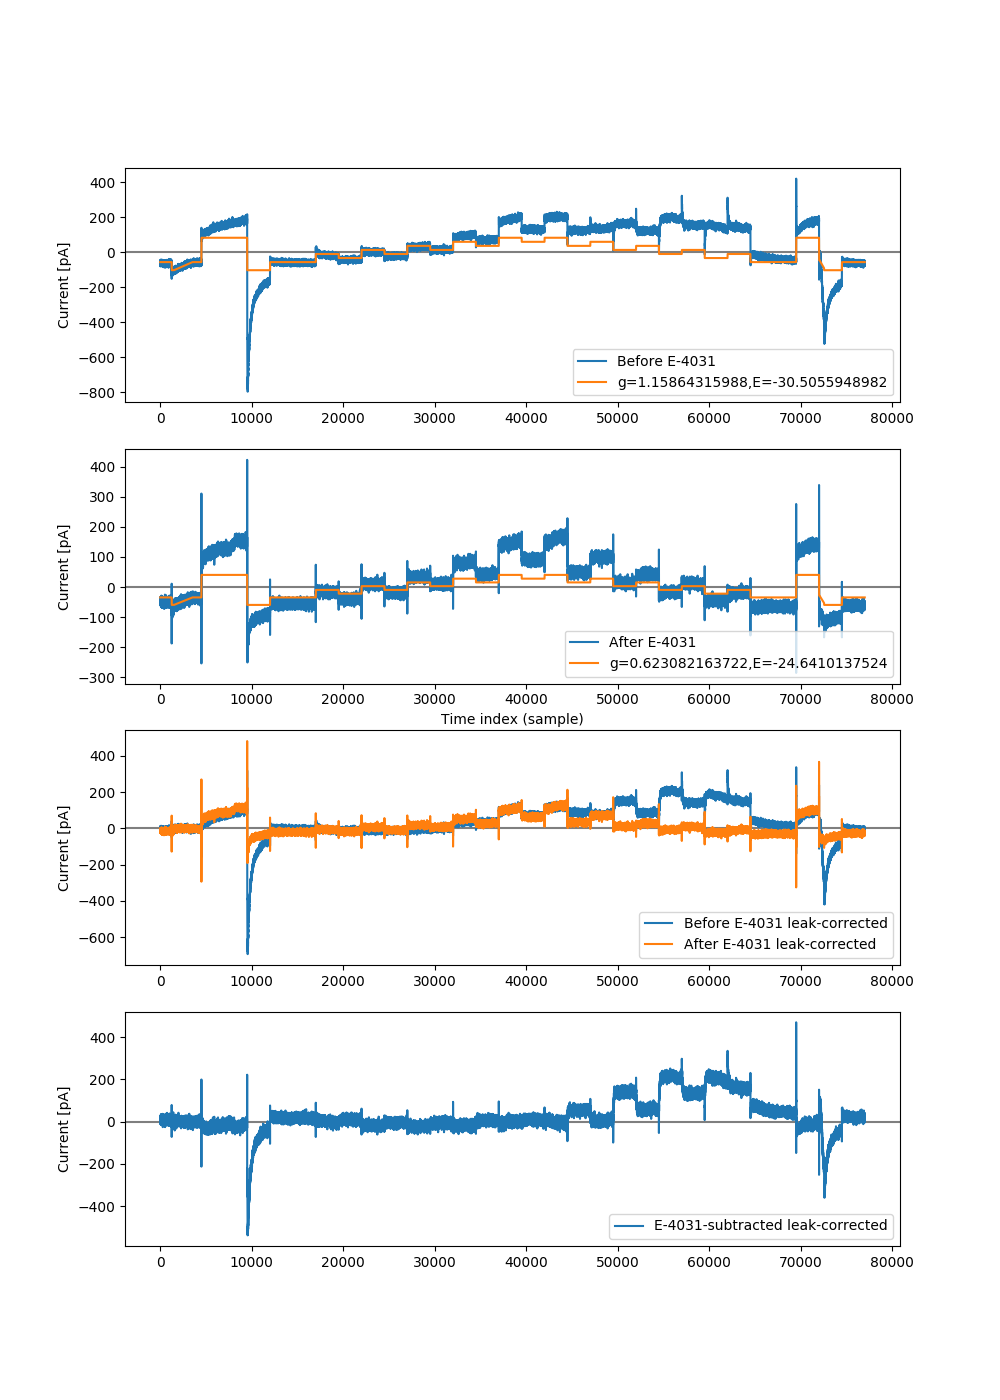 400
200
0
−200
−400
−600
−800
Current [pA]
Before E-4031
g=1.15864315988,E=-30.5055948982
0 10000 20000 30000 40000 50000 60000 70000 80000
400
300
200
100
0
−100
−200
−300
Current [pA]
After E-4031
g=0.623082163722,E=-24.6410137524
0 10000 20000 30000 40000 50000 60000 70000 80000
Time index (sample)
400
200
0
−200
−400
−600
Current [pA]
Before E-4031 leak-corrected
After E-4031 leak-corrected
0 10000 20000 30000 40000 50000 60000 70000 80000
400
200
0
−200
−400
Current [pA]
E-4031-subtracted leak-corrected
0 10000 20000 30000 40000 50000 60000 70000 80000